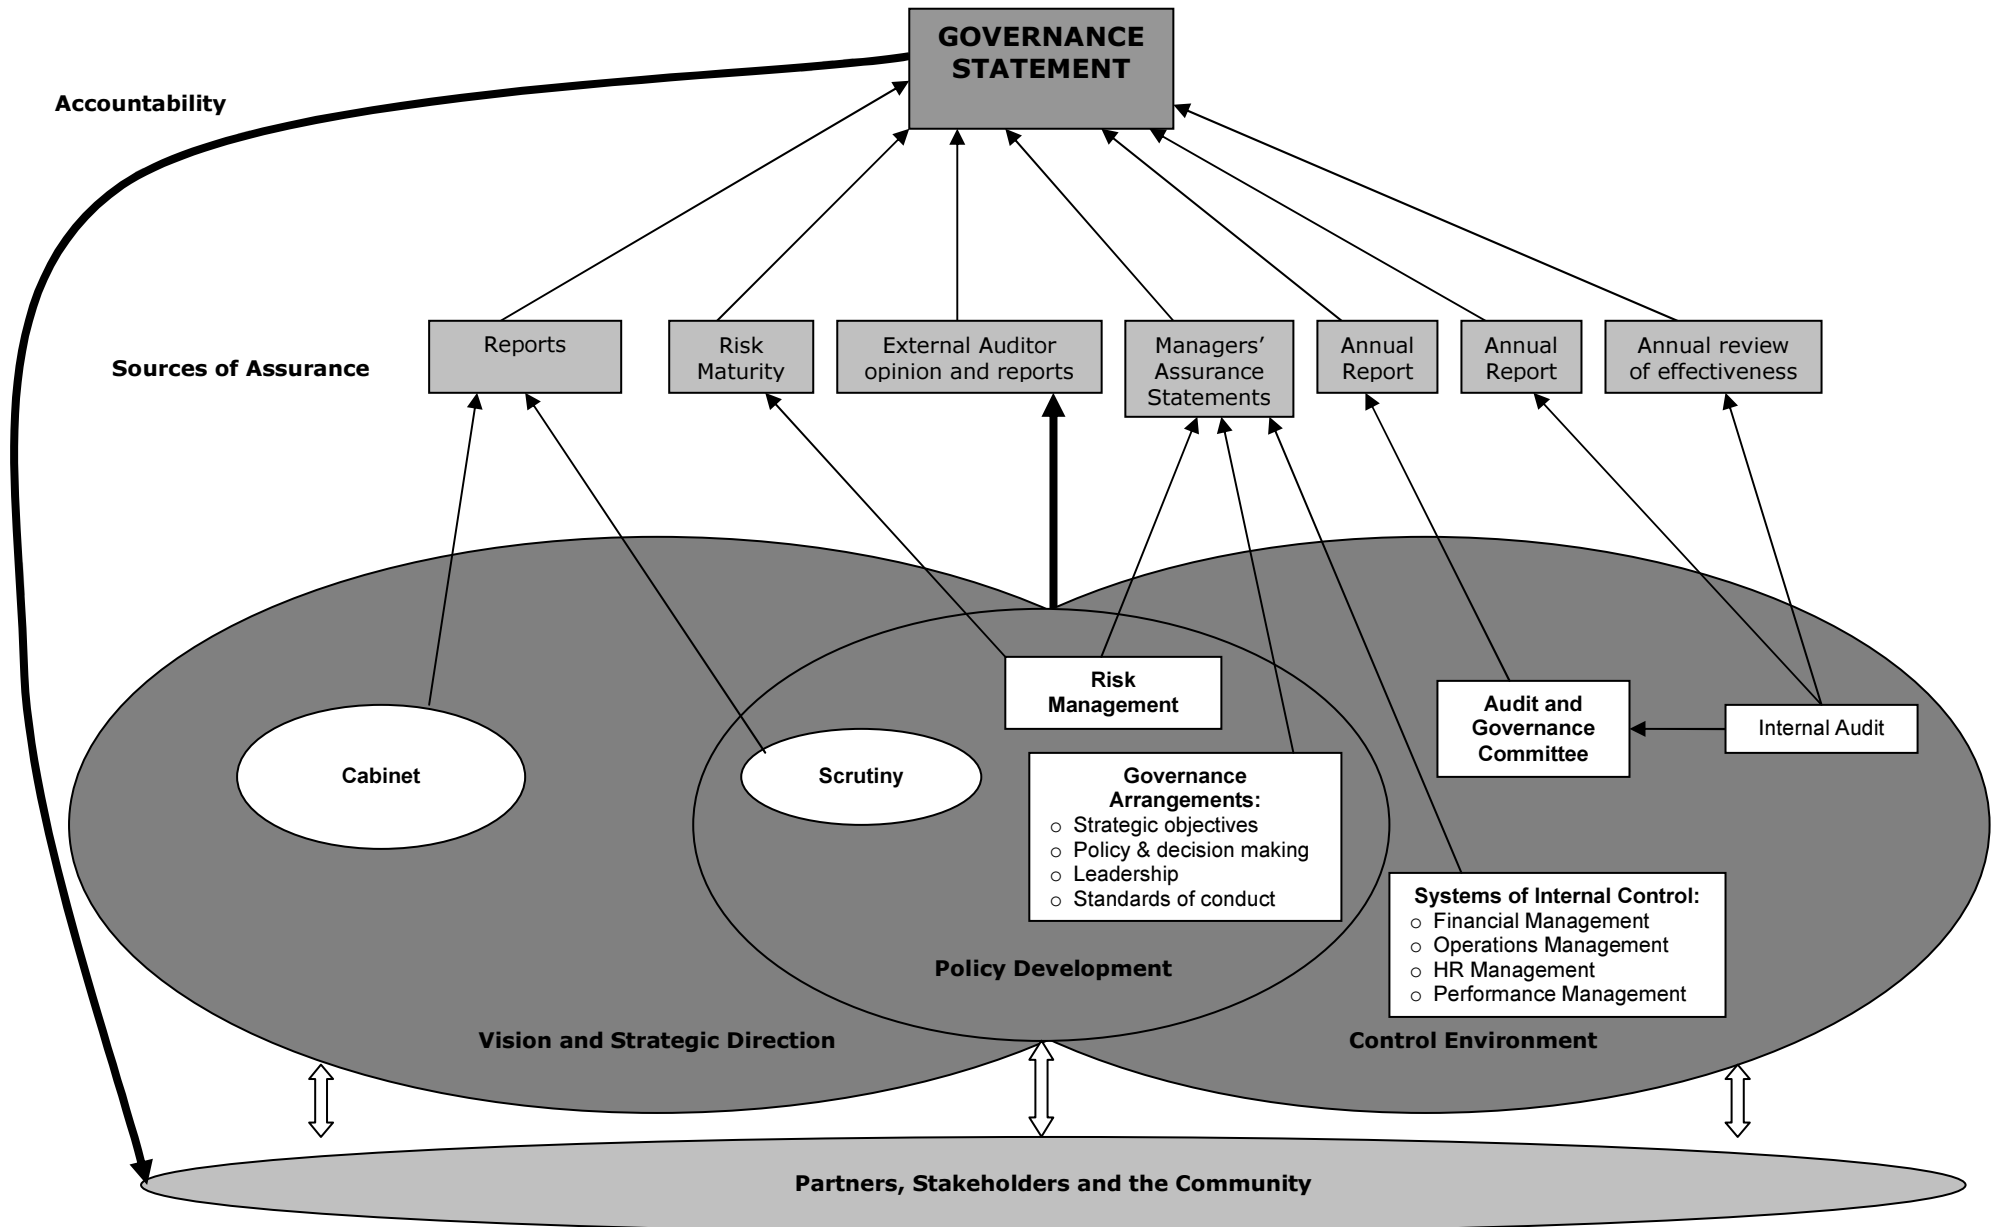 GOVERNANCE
STATEMENT
Accountability
Sources of Assurance
Reports
Risk
Maturity
External Auditor
opinion and reports
Managers’
Assurance
Statements
Annual
Report
Annual
Report
Annual review
of effectiveness
Cabinet
Scrutiny
Risk
Management
Governance
Arrangements:
○ Strategic objectives
○ Policy & decision making
○ Leadership
○ Standards of conduct
Audit and
Governance
Committee
Internal Audit
Systems of Internal Control:
○ Financial Management
○ Operations Management
○ HR Management
○ Performance Management
Policy Development
Vision and Strategic Direction
Control Environment
Partners, Stakeholders and the Community